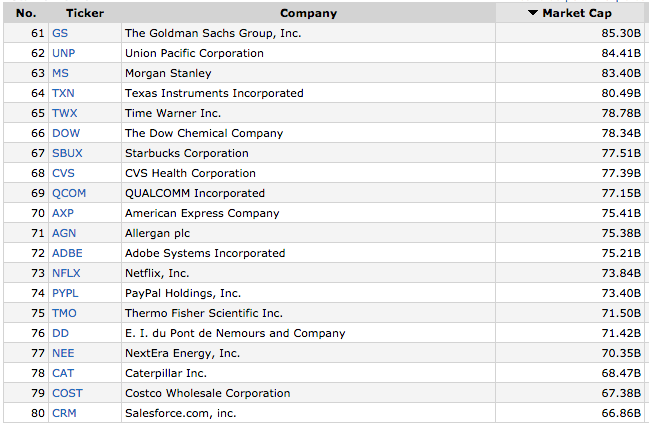 No. Ticker Company Market Cap
61 GS The Goldman Sachs Group, Inc. 85.30B
62 UNP Union Pacific Corporation 84.41B
63 MS Morgan Stanley 83.40B
64 TXN Texas Instruments Incorporated 80.49B
65 TWX Time Warner Inc. 78.78B
66 DOW The Dow Chemical Company 78.34B
67 SBUX Starbucks Corporation 77.51B
68 CVS CVS Health Corporation 77.39B
69 QCOM QUALCOMM Incorporated 77.15B
70 AXP American Express Company 75.41B
71 AGN Allergan plc 75.38B
72 ADBE Adobe Systems Incorporated 75.21B
73 NFLX Netflix, Inc. 73.84B
74 PYPL PayPal Holdings, Inc. 73.40B
75 TMO Thermo Fisher Scientific Inc. 71.50B
76 DD E. I. du Pont de Nemours and Company 71.42B
77 NEE NextEra Energy, Inc. 70.35B
78 CAT Caterpillar Inc. 68.47B
79 COST Costco Wholesale Corporation 67.38B
80 CRM Salesforce.com, inc. 66.86B